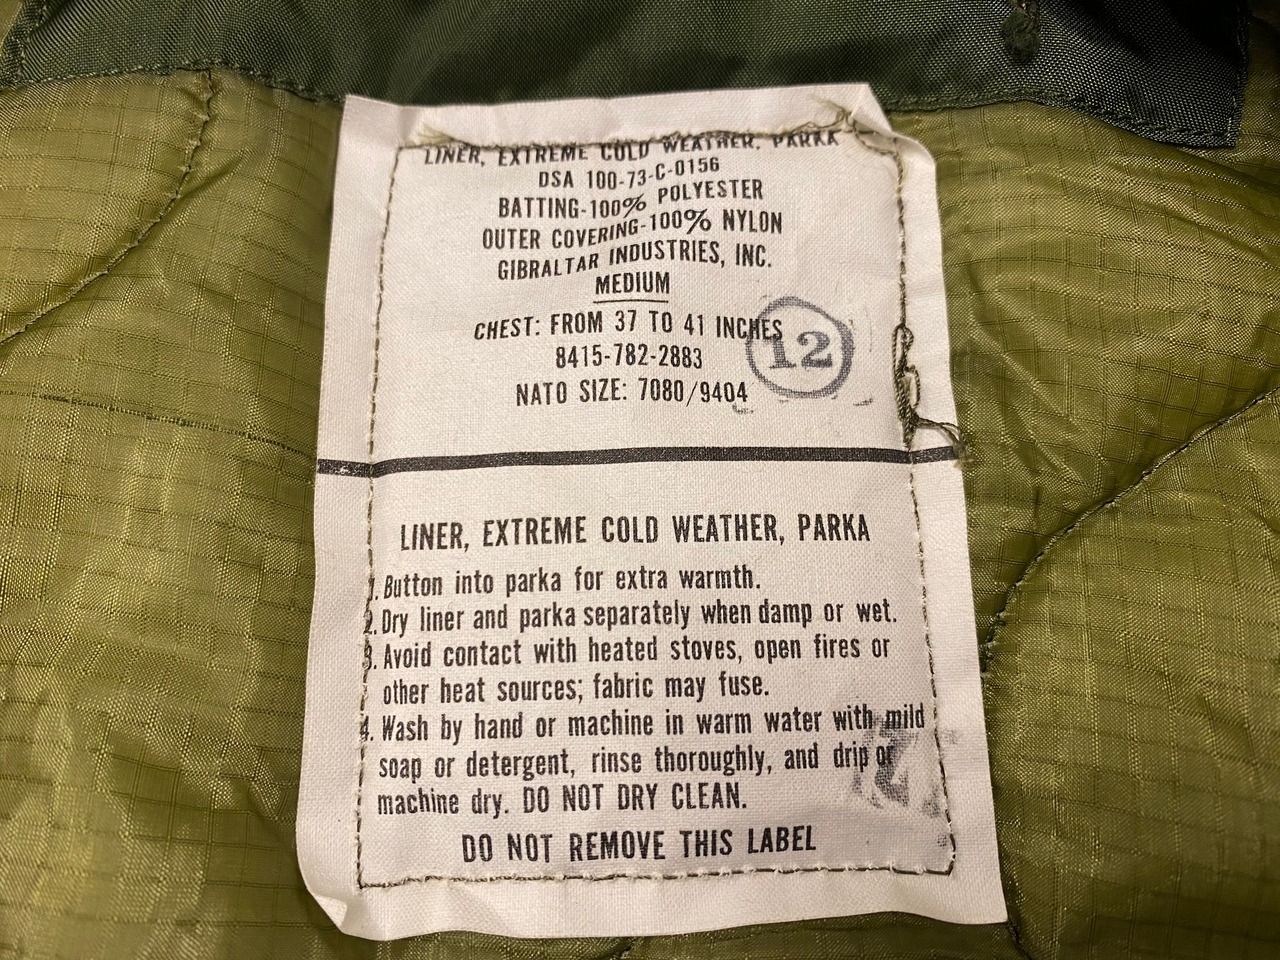 LINER, EXTREME COLD WEATHER, PARKA
DSA 100-73-C-0156
BATTING-100% POLYESTER
OUTER COVERING-100% NYLON
GIBRALTAR INDUSTRIES, INC.
MEDIUM
CHEST: FROM 37 TO 41 INCHES
12
8415-782-2883
NATO SIZE: 7080/9404
LINER, EXTREME COLD WEATHER, PARKA
1. Button into parka for extra warmth.
2. Dry liner and parka separately when damp or wet.
3. Avoid contact with heated stoves, open fires or
other heat sources; fabric may fuse.
4. Wash by hand or machine in warm water with mild
soap or detergent, rinse thoroughly, and drip or
machine dry. DO NOT DRY CLEAN.
DO NOT REMOVE THIS LABEL